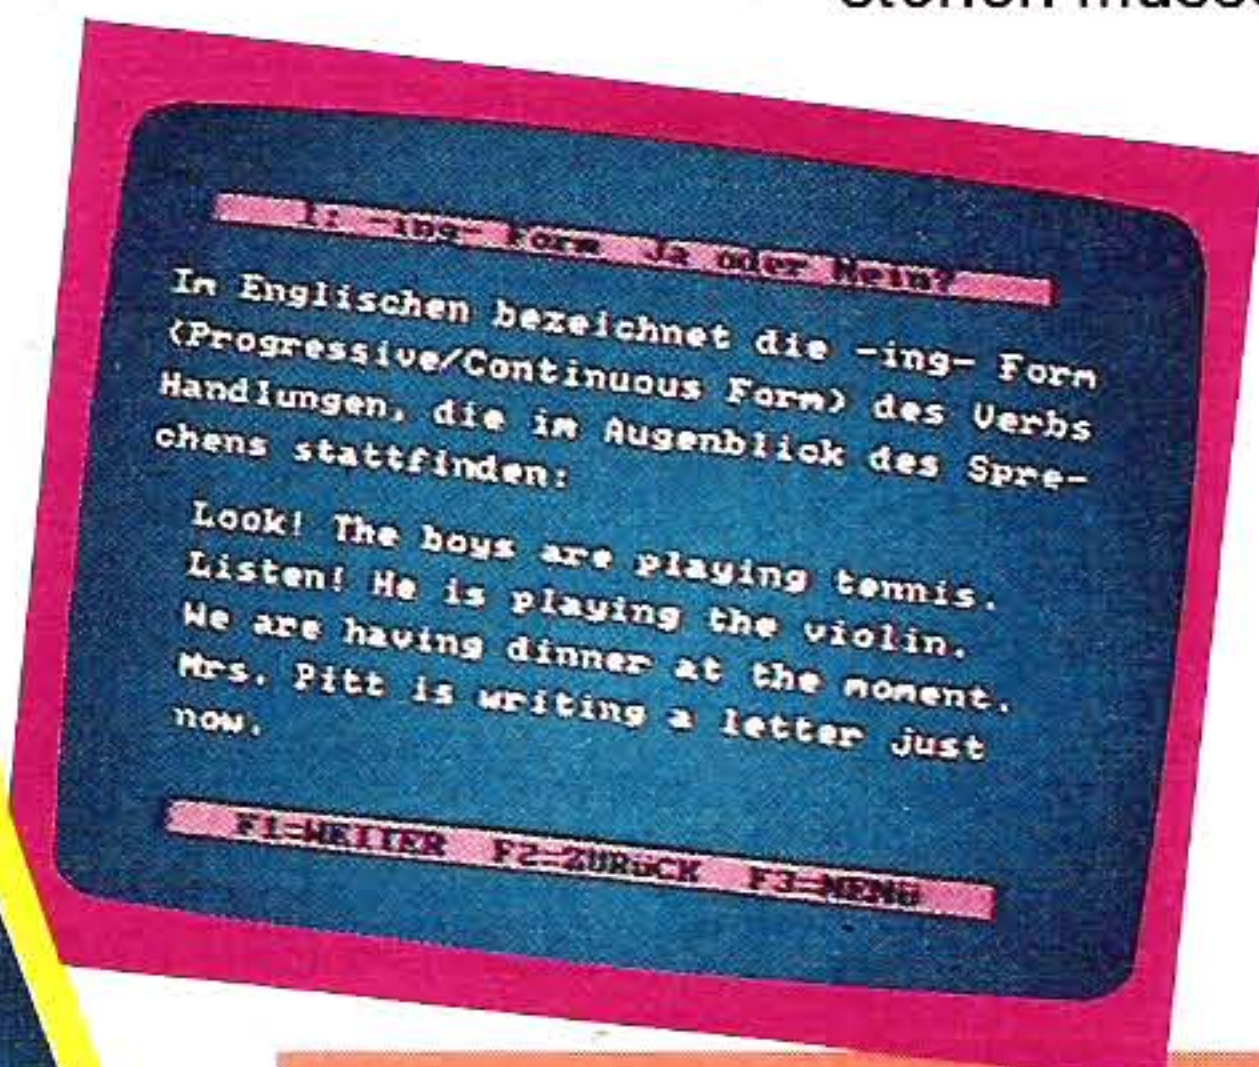 1: -ing- Form Ja oder Nein?
Im Englischen bezeichnet die -ing- Form
(Progressive/Continuous Form) des Verbs
Handlungen, die im Augenblick des Spre-
chens stattfinden:
Look! The boys are playing tennis.
Listen! He is playing the violin.
We are having dinner at the moment.
Mrs. Pitt is writing a letter just
now.
F1=WEITER F2=ZURüCK F3=MENü